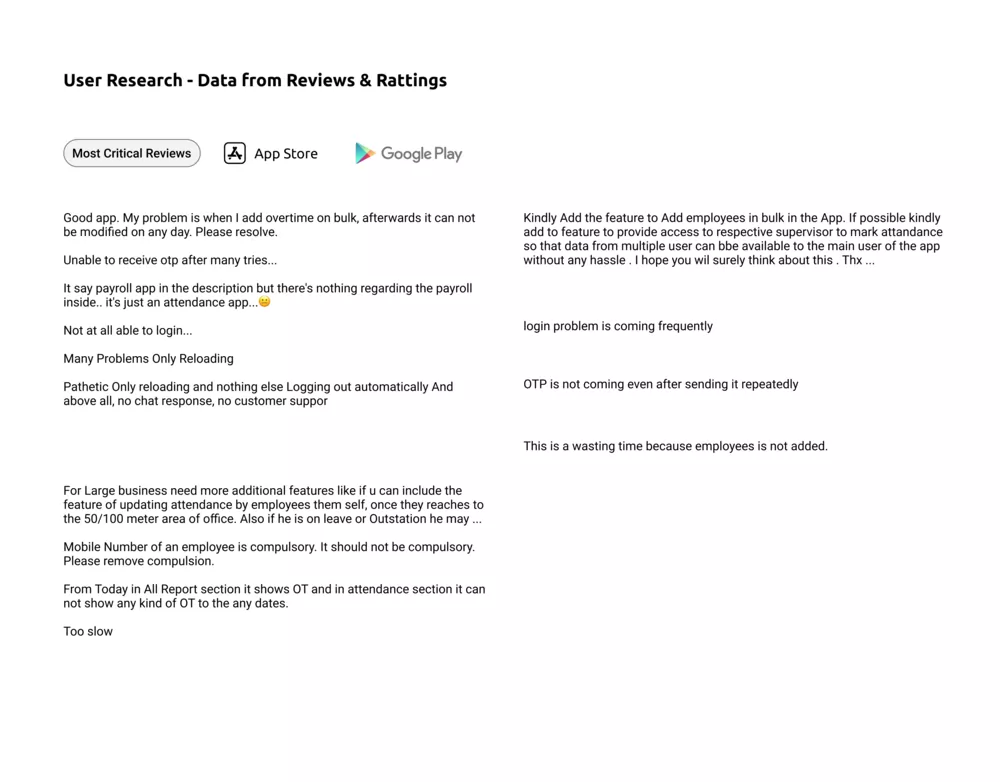 User Research - Data from Reviews & Rattings
Most Critical Reviews
App Store
Google Play
Good app. My problem is when I add overtime on bulk, afterwards it can not
be modified on any day. Please resolve.
Unable to receive otp after many tries...
It say payroll app in the description but there's nothing regarding the payroll
inside.. it's just an attendance app...😐
Not at all able to login...
Many Problems Only Reloading
Pathetic Only reloading and nothing else Logging out automatically And
above all, no chat response, no customer suppor
For Large business need more additional features like if u can include the
feature of updating attendance by employees them self, once they reaches to
the 50/100 meter area of office. Also if he is on leave or Outstation he may ...
Mobile Number of an employee is compulsory. It should not be compulsory.
Please remove compulsion.
From Today in All Report section it shows OT and in attendance section it can
not show any kind of OT to the any dates.
Too slow
Kindly Add the feature to Add employees in bulk in the App. If possible kindly
add to feature to provide access to respective supervisor to mark attandance
so that data from multiple user can bbe available to the main user of the app
without any hassle . I hope you wil surely think about this . Thx ...
login problem is coming frequently
OTP is not coming even after sending it repeatedly
This is a wasting time because employees is not added.